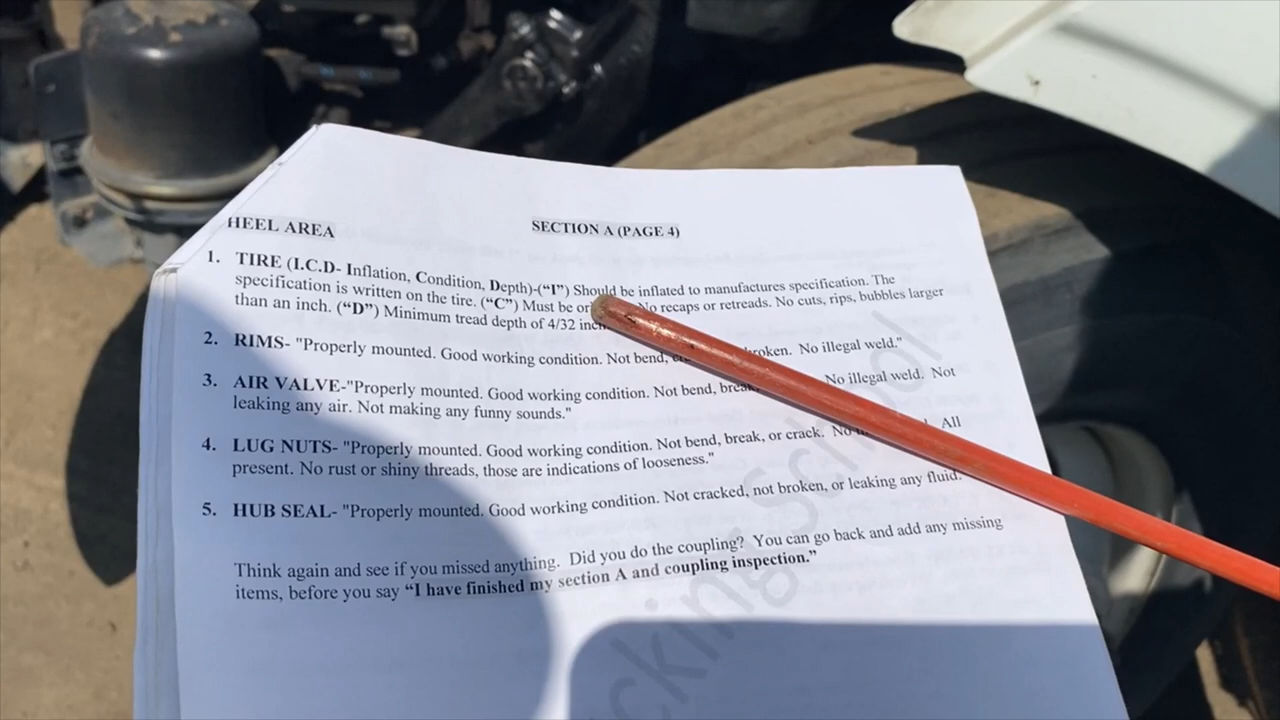 HEEL AREA
SECTION A (PAGE 4)
1. TIRE (I.C.D- Inflation, Condition, Depth)-(“I”) Should be inflated to manufactures specification. The
specification is written on the tire. (“C”) Must be No recaps or retreads. No cuts, rips, bubbles larger
than an inch. (“D”) Minimum tread depth of 4/32
2. RIMS- "Properly mounted. Good working condition. Not bend, broken. No illegal weld."
3. AIR VALVE-"Properly mounted. Good working condition. Not bend, No illegal weld. Not
leaking any air. Not making any funny sounds."
4. LUG NUTS- "Properly mounted. Good working condition. Not bend, break, or crack. All
present. No rust or shiny threads, those are indications of looseness."
5. HUB SEAL- "Properly mounted. Good working condition. Not cracked, not broken, or leaking any fluid.
Think again and see if you missed anything. Did you do the coupling? You can go back and add any missing
items, before you say “I have finished my section A and coupling inspection.”
cking School